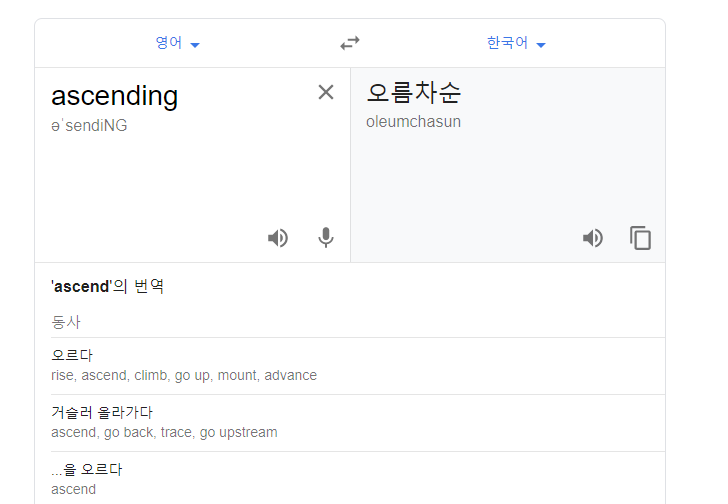 영어 한국어
ascending
əˈsendiNG
오름차순
oleumchasun
'ascend'의 번역
동사
오르다
rise, ascend, climb, go up, mount, advance
거슬러 올라가다
ascend, go back, trace, go upstream
...을 오르다
ascend